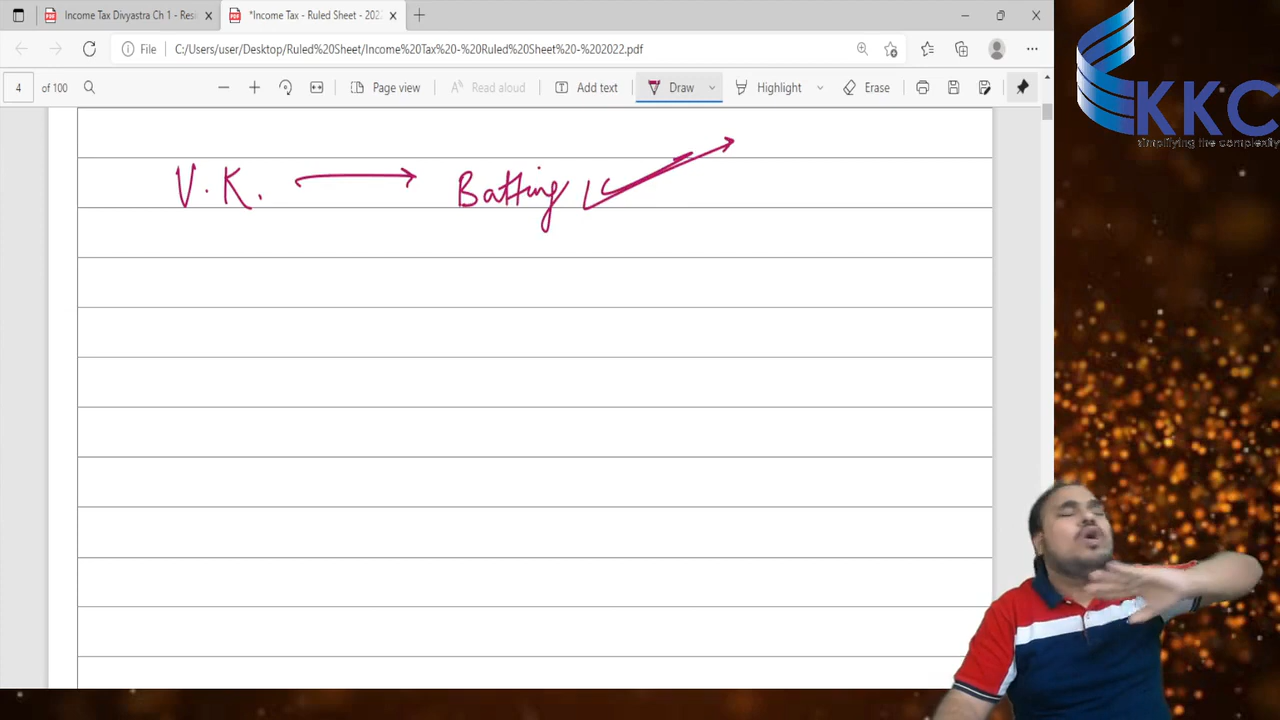 Income Tax Divyastra Ch 1 - Resi
*Income Tax - Ruled Sheet - 2022
File C:/Users/user/Desktop/Ruled%20Sheet/Income%20Tax%20-%20Ruled%20Sheet%20-%202022.pdf
4 of 100 Page view Read aloud Add text Draw Highlight Erase
KKC
simplifying the complexity
V.K. → Batting